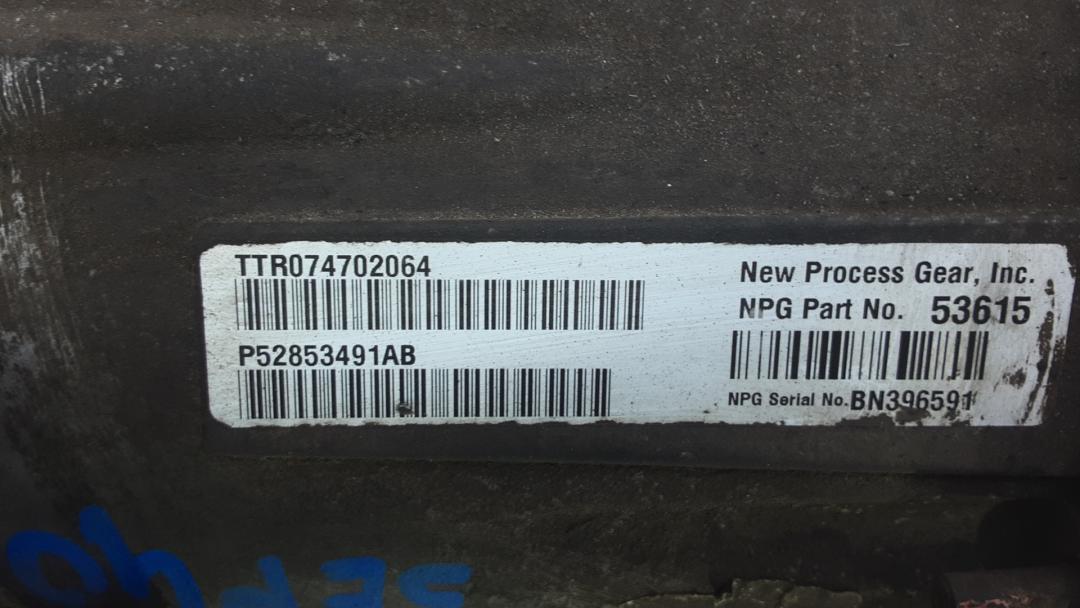 TTR074702064
P52853491AB
New Process Gear, Inc.
NPG Part No. 53615
NPG Serial No. BN396591